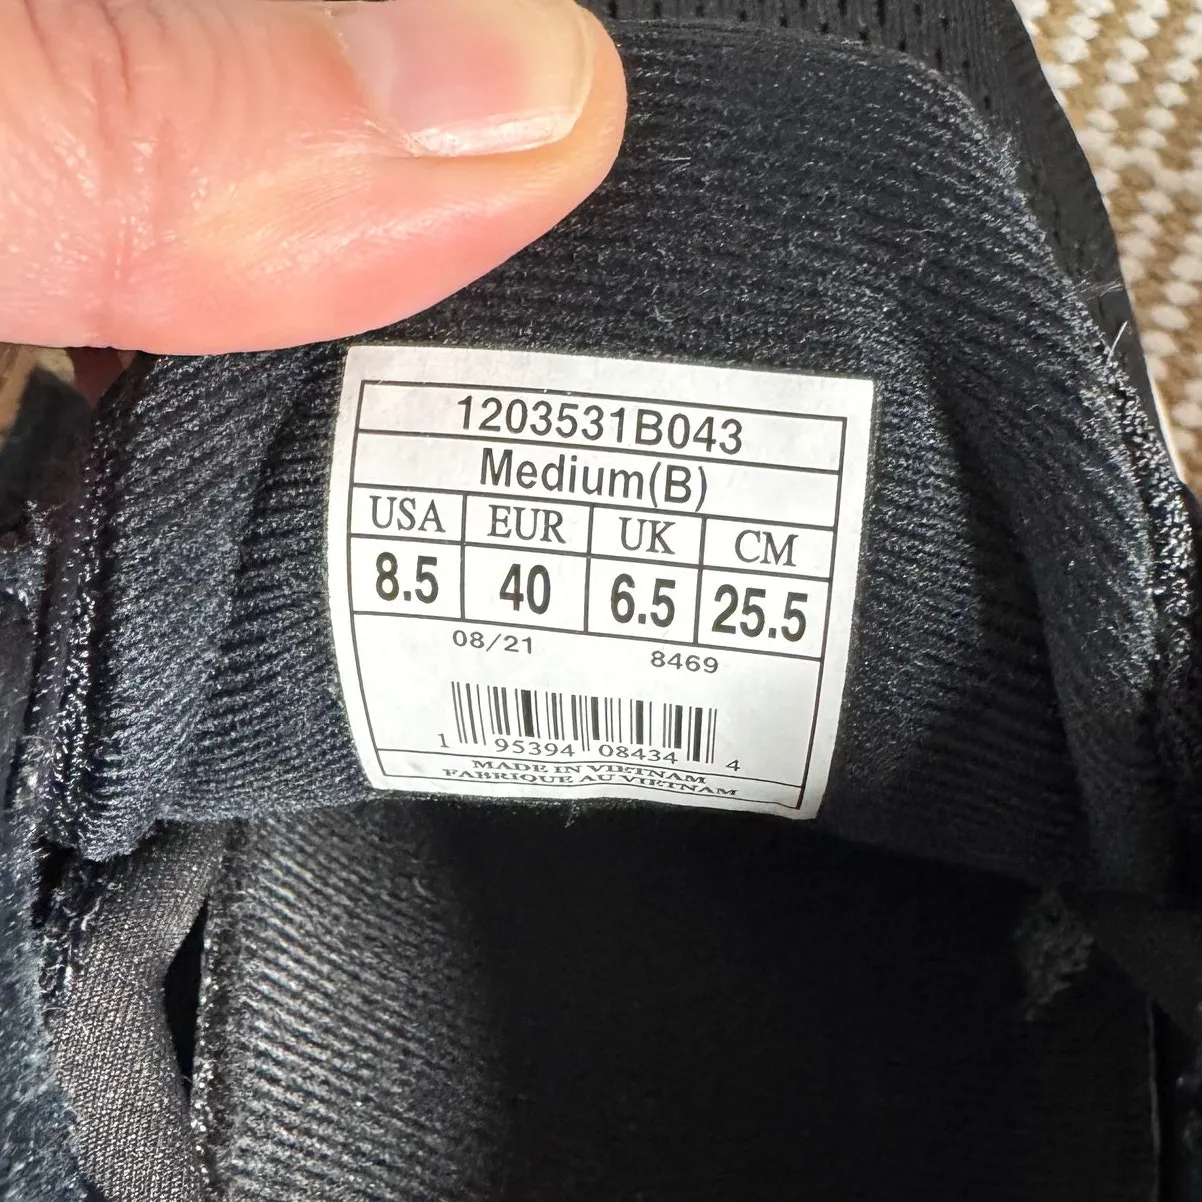 1203531B043
Medium(B)
USA EUR UK CM
8.5 40 6.5 25.5
08/21 8469
1 95394 08434 4
MADE IN VIETNAM
FABRIQUE AU VIETNAM